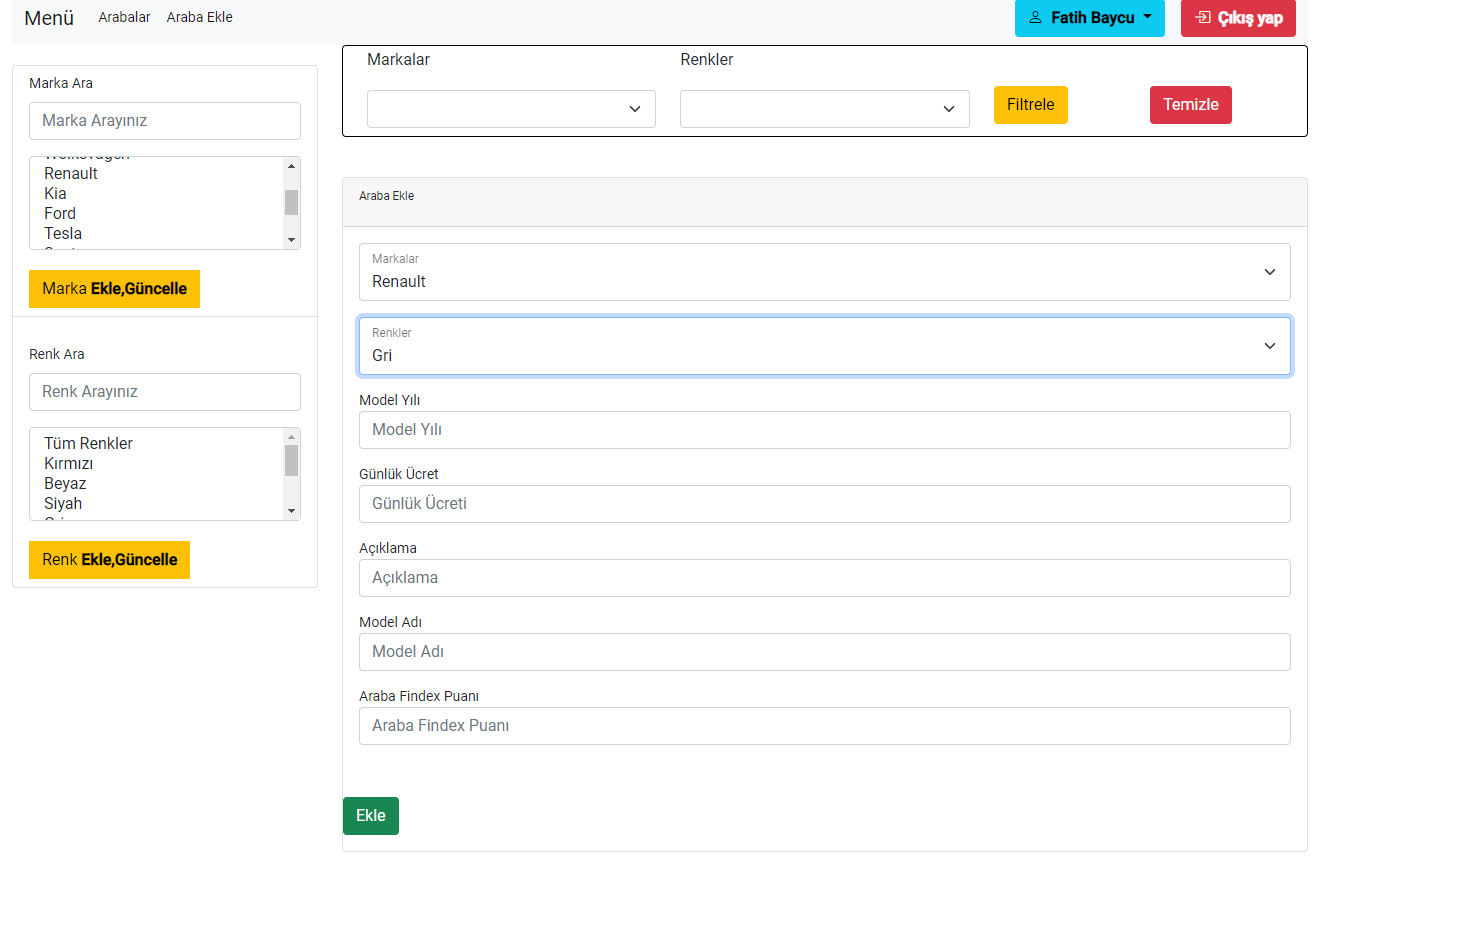 Menü Arabalar Araba Ekle Fatih Baycu Çıkış yap
Markalar Renkler
Filtrele Temizle
Marka Ara
Marka Arayınız
Renault
Kia
Ford
Tesla
Marka Ekle,Güncelle
Renk Ara
Renk Arayınız
Tüm Renkler
Kırmızı
Beyaz
Siyah
Renk Ekle,Güncelle
Araba Ekle
Markalar
Renault
Renkler
Gri
Model Yılı
Model Yılı
Günlük Ücret
Günlük Ücreti
Açıklama
Açıklama
Model Adı
Model Adı
Araba Findex Puanı
Araba Findex Puanı
Ekle